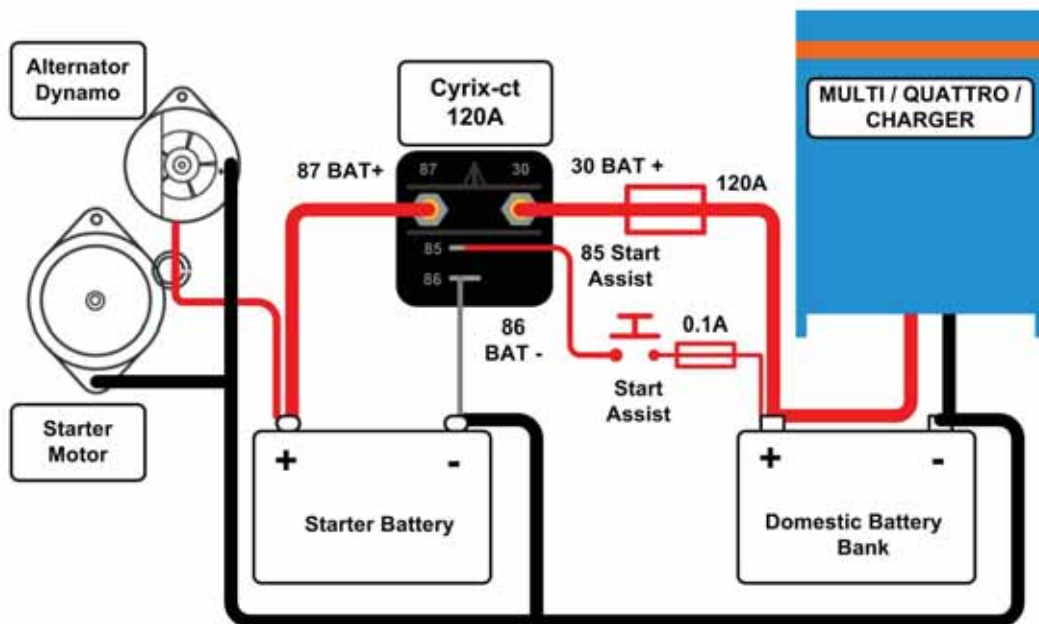 Alternator
Dynamo
Cyrix-ct
120A
MULTI / QUATTRO /
CHARGER
87 BAT+
87
30
30 BAT +
120A
85
85 Start
Assist
86
86
BAT -
0.1A
Start
Assist
Starter
Motor
+
-
Starter Battery
+
-
Domestic Battery
Bank